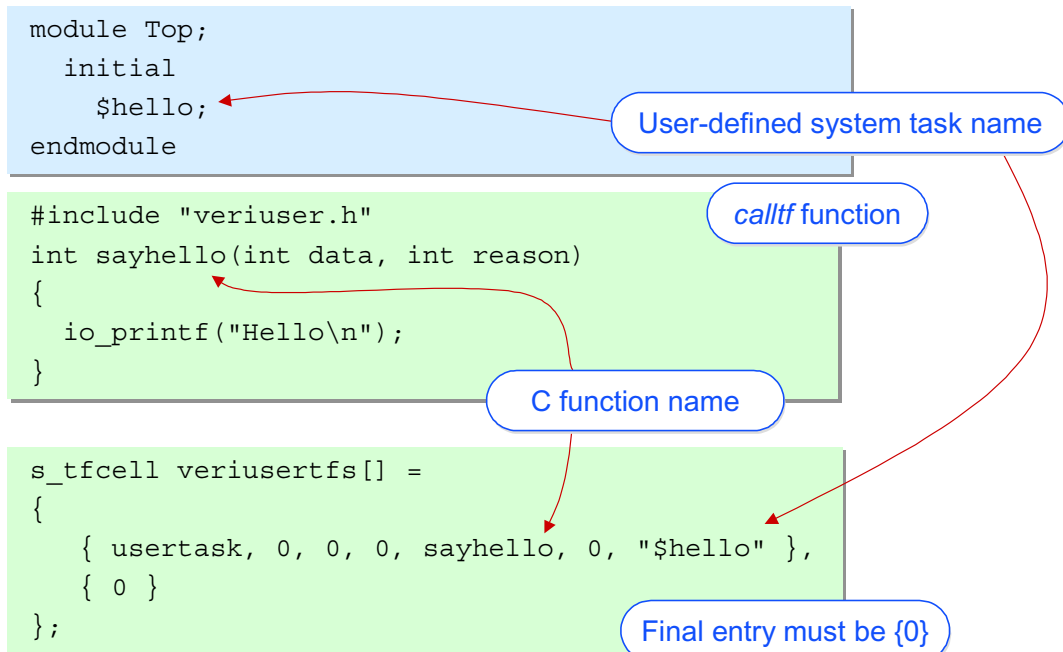 module Top;
initial
$hello;
endmodule
User-defined system task name
calltf function
#include "veriuser.h"
int sayhello(int data, int reason)
{
io_printf("Hello\n");
}
C function name
s_tfcell veriusertfs[] =
{
{ usertask, 0, 0, 0, sayhello, 0, "$hello" },
{ 0 }
};
Final entry must be {0}